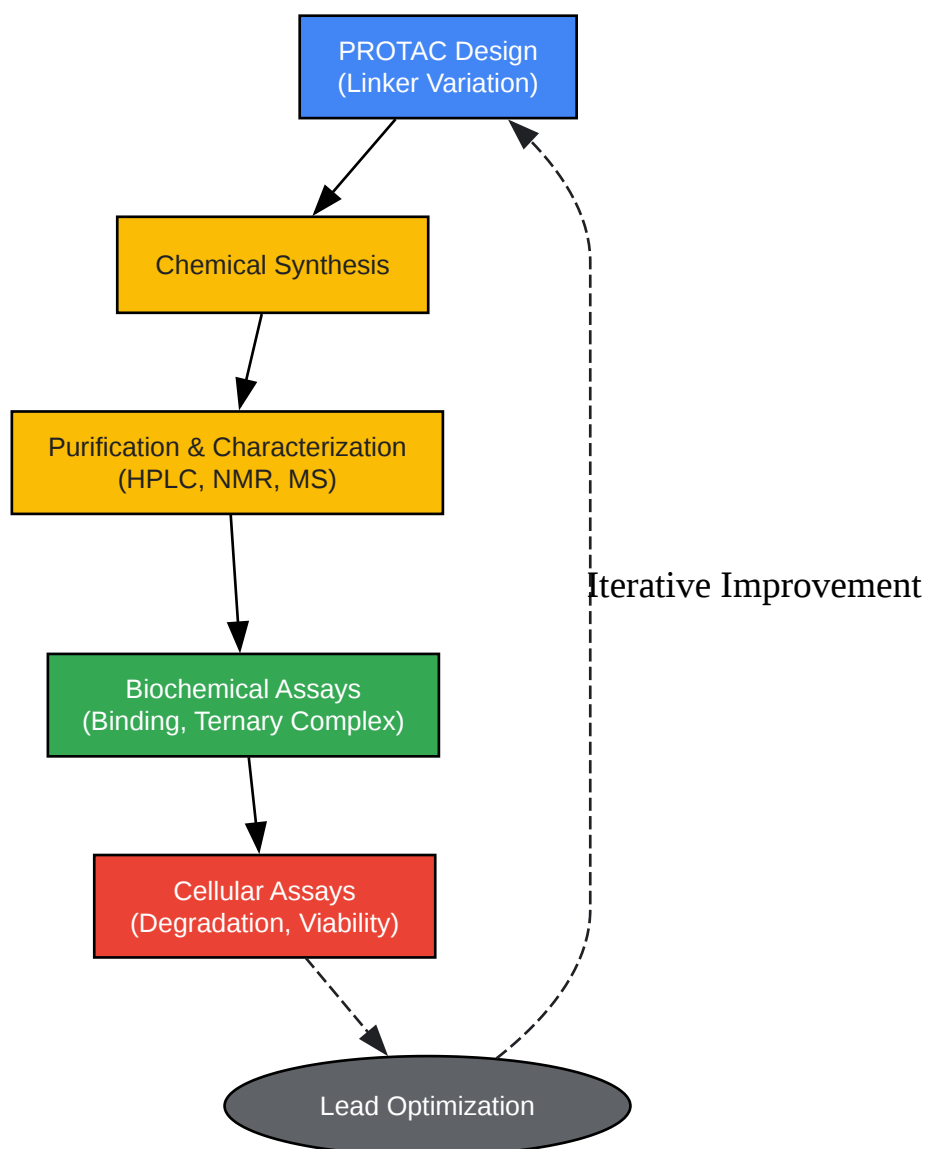 PROTAC Design
(Linker Variation)
Chemical Synthesis
Purification & Characterization
(HPLC, NMR, MS)
Iterative Improvement
Biochemical Assays
(Binding, Ternary Complex)
Cellular Assays
(Degradation, Viability)
Lead Optimization